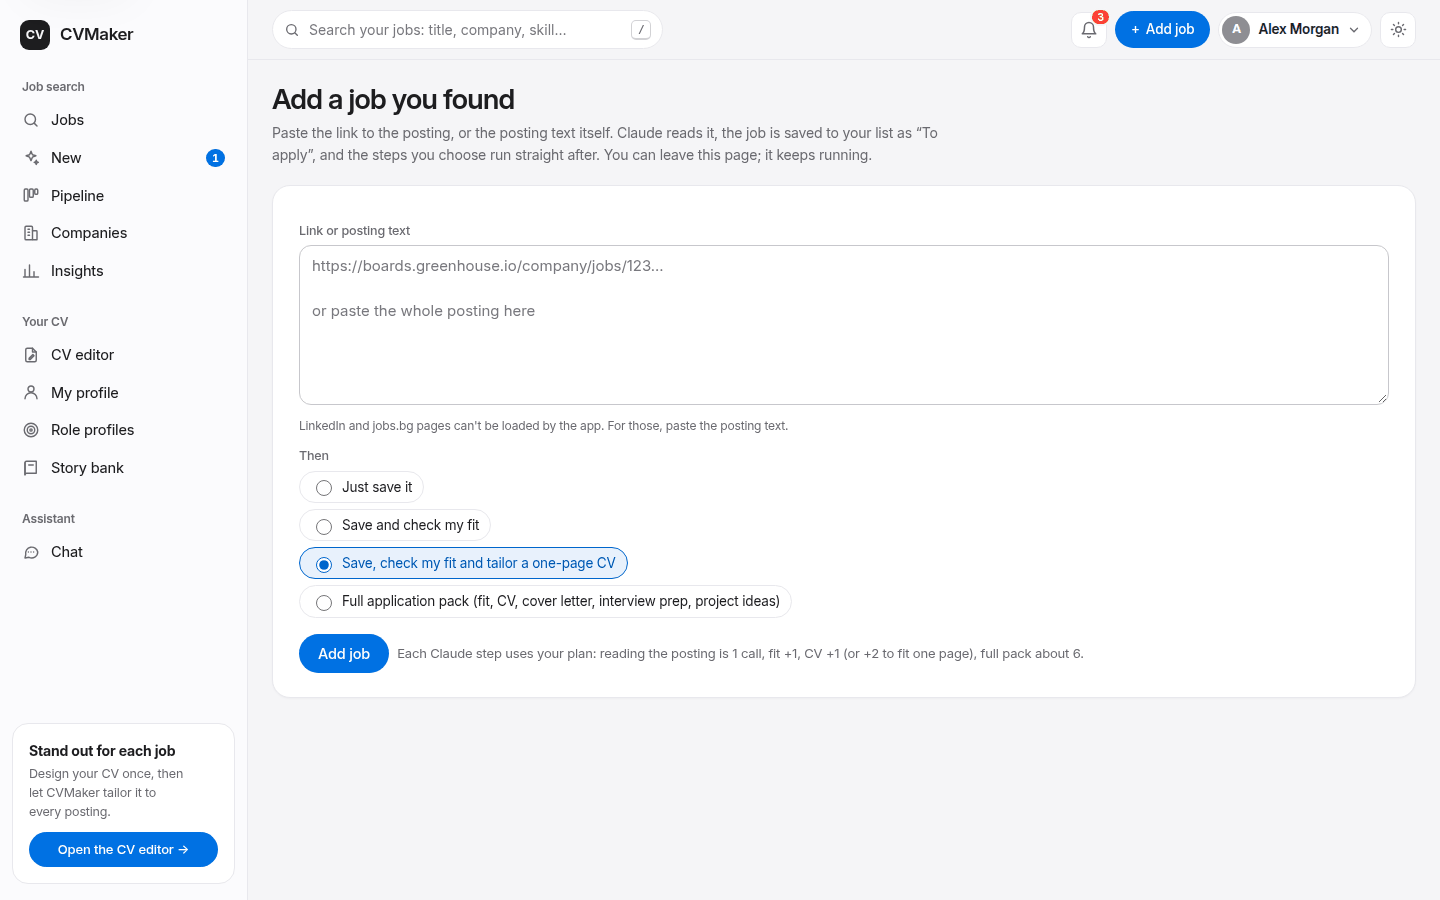 CV CVMaker
Search your jobs: title, company, skill... /
3
+ Add job
A Alex Morgan
Job search
Jobs
New 1
Pipeline
Companies
Insights
Your CV
CV editor
My profile
Role profiles
Story bank
Assistant
Chat
Stand out for each job
Design your CV once, then
let CVMaker tailor it to
every posting.
Open the CV editor →
Add a job you found
Paste the link to the posting, or the posting text itself. Claude reads it, the job is saved to your list as “To
apply”, and the steps you choose run straight after. You can leave this page; it keeps running.
Link or posting text
https://boards.greenhouse.io/company/jobs/123...
or paste the whole posting here
LinkedIn and jobs.bg pages can't be loaded by the app. For those, paste the posting text.
Then
Just save it
Save and check my fit
Save, check my fit and tailor a one-page CV
Full application pack (fit, CV, cover letter, interview prep, project ideas)
Add job
Each Claude step uses your plan: reading the posting is 1 call, fit +1, CV +1 (or +2 to fit one page), full pack about 6.